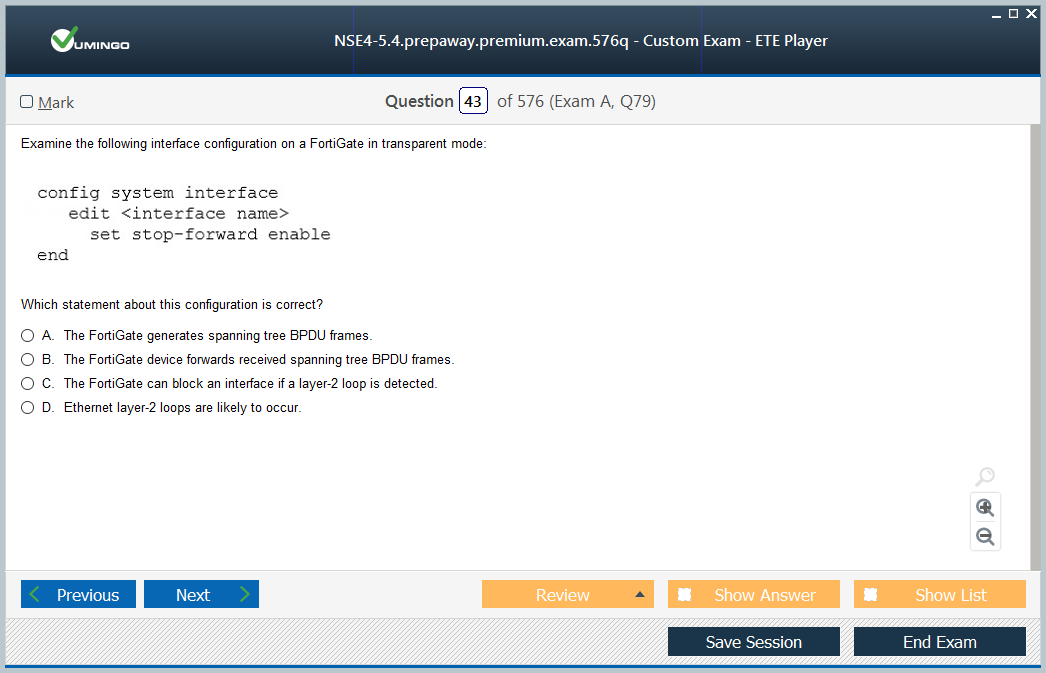 VUMINGO
NSE4-5.4.prepaway.premium.exam.576q - Custom Exam - ETE Player
Mark
Question 43 of 576 (Exam A, Q79)
Examine the following interface configuration on a FortiGate in transparent mode:
config system interface
edit <interface name>
set stop-forward enable
end
Which statement about this configuration is correct?
A. The FortiGate generates spanning tree BPDU frames.
B. The FortiGate device forwards received spanning tree BPDU frames.
C. The FortiGate can block an interface if a layer-2 loop is detected.
D. Ethernet layer-2 loops are likely to occur.
Previous Next Review Show Answer Show List
Save Session End Exam